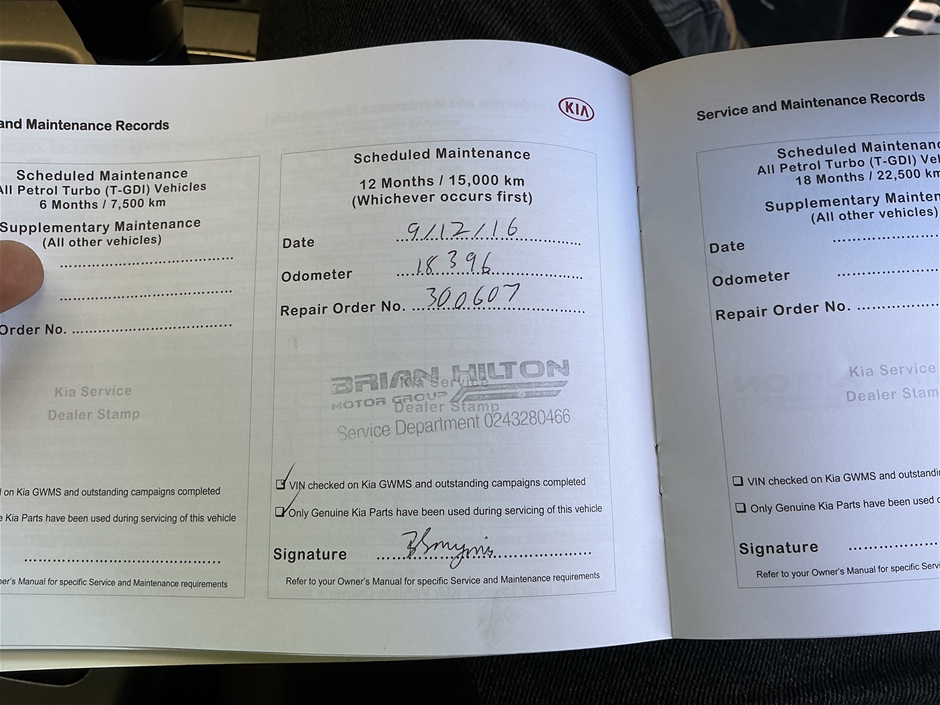 and Maintenance Records
Scheduled Maintenance
All Petrol Turbo (T-GDI) Vehicles
6 Months / 7,500 km
Supplementary Maintenance
(All other vehicles)
Order No.
Kia Service
Dealer Stamp
on Kia GWMS and outstanding campaigns completed
Kia Parts have been used during servicing of this vehicle
Manual for specific Service and Maintenance requirements
KIA
Scheduled Maintenance
12 Months / 15,000 km
(Whichever occurs first)
Date 9/12/16
Odometer 18396
Repair Order No. 300607
BRIAN HILTON
Kia Service
MOTOR GROUP
Dealer Stamp
Service Department 0243280466
VIN checked on Kia GWMS and outstanding campaigns completed
Only Genuine Kia Parts have been used during servicing of this vehicle
Signature
Refer to your Owner's Manual for specific Service and Maintenance requirements
Service and Maintenance Records
Scheduled
All Petrol Turbo (T-GDI)
18 Months / 22,500 km
Supplementary
(All other vehicles)
Date
Odometer
Repair Order No.
Kia Service
Dealer
VIN checked on Kia GWMS and
Only Genuine Kia Parts have been used
Signature
Refer to your Owner's Manual for specific